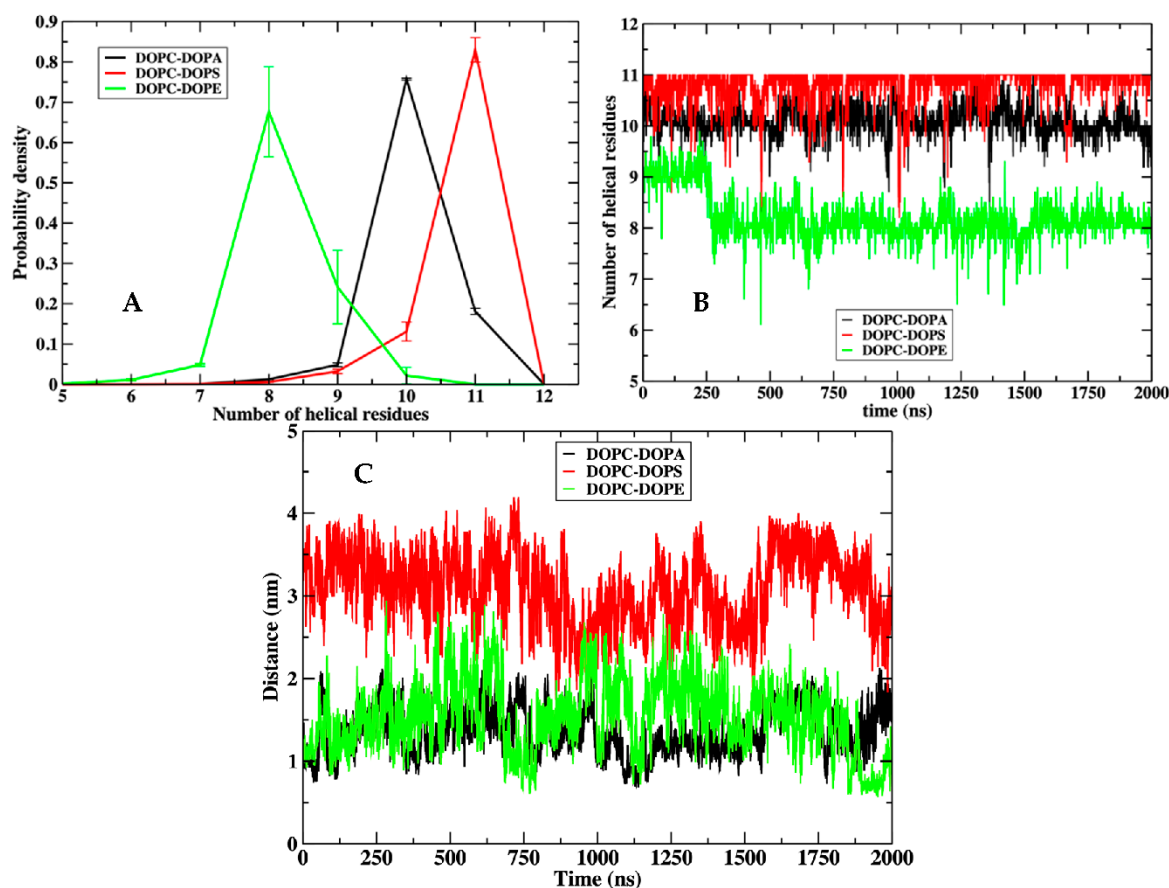 0.9
0.8
0.7
0.6
0.5
0.4
0.3
0.2
0.1
0
Probability density
DOPC-DOPA
DOPC-DOPS
DOPC-DOPE
A
5 6 7 8 9 10 11 12
Number of helical residues
12
11
10
9
8
7
6
5
Number of helical residues
B
DOPC-DOPA
DOPC-DOPS
DOPC-DOPE
0 250 500 750 1000 1250 1500 1750 2000
time (ns)
5
4
3
2
1
0
Distance (nm)
C
DOPC-DOPA
DOPC-DOPS
DOPC-DOPE
0 250 500 750 1000 1250 1500 1750 2000
Time (ns)